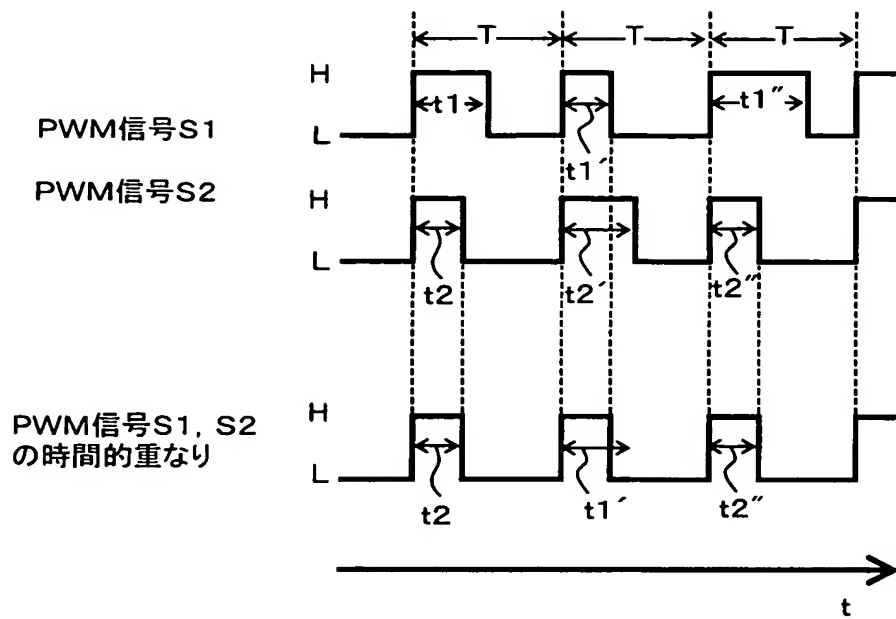 T T T
H
t1 t1″
PWM信号S1
L
t1′
PWM信号S2
H
L
t2 t2′ t2″
H
PWM信号S1, S2
の時間的重なり
L
t2 t1′ t2″
t